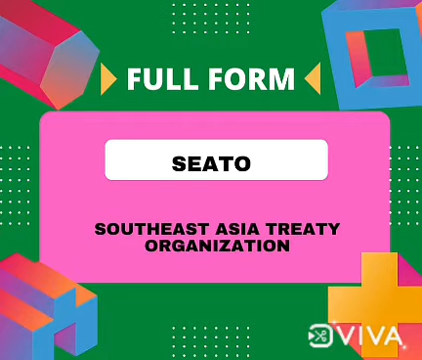 FULL FORM
SEATO
SOUTHEAST ASIA TREATY
ORGANIZATION
VIVA